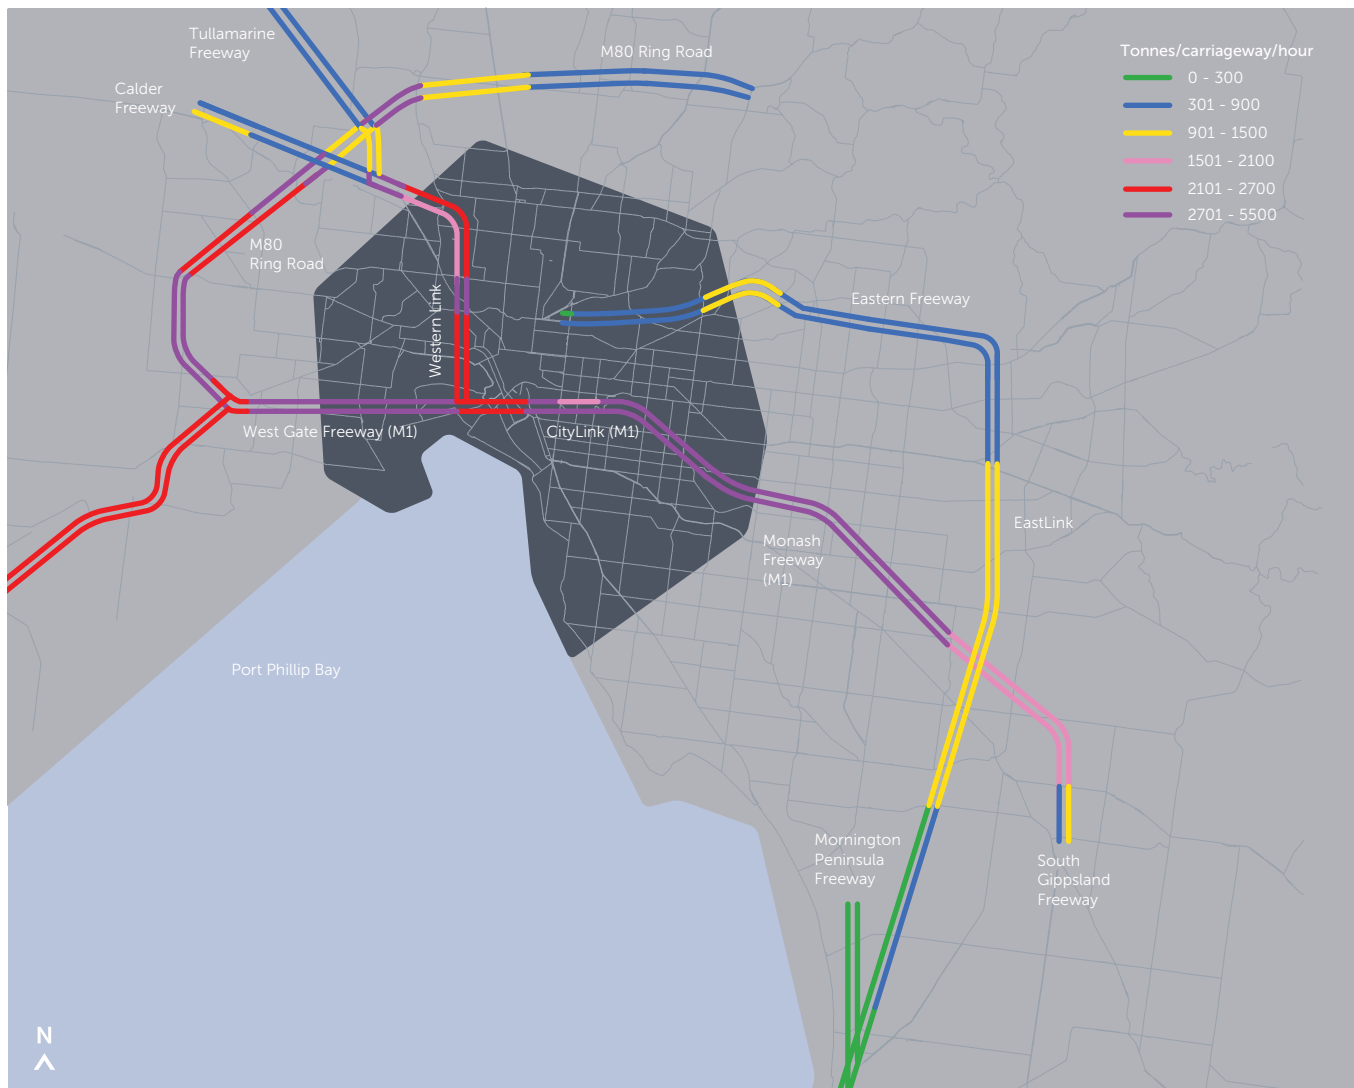 Tullamarine
Freeway
M80 Ring Road
Tonnes/carriageway/hour
0 - 300
301 - 900
901 - 1500
1501 - 2100
2101 - 2700
2701 - 5500
Calder
Freeway
M80
Ring Road
Western Link
Eastern Freeway
West Gate Freeway (M1)
CityLink (M1)
EastLink
Monash
Freeway
(M1)
Port Phillip Bay
Mornington
Peninsula
Freeway
South
Gippsland
Freeway
N